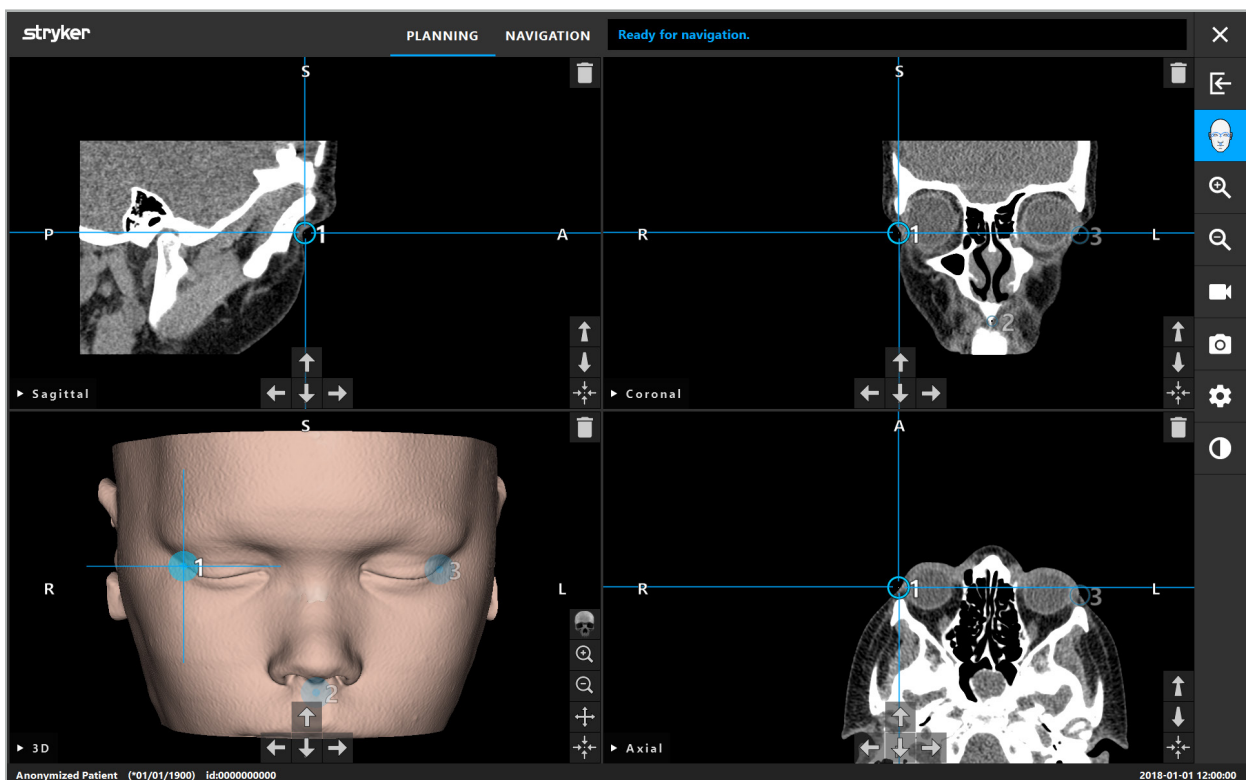 stryker
PLANNING NAVIGATION Ready for navigation.
S S
P 1 A R 1 3 L
2
Sagittal Coronal
S A
R 1 3 L R 1 3 L
2
3D Axial
Anonymized Patient (*01/01/1900) id:0000000000 2018-01-01 12:00:00